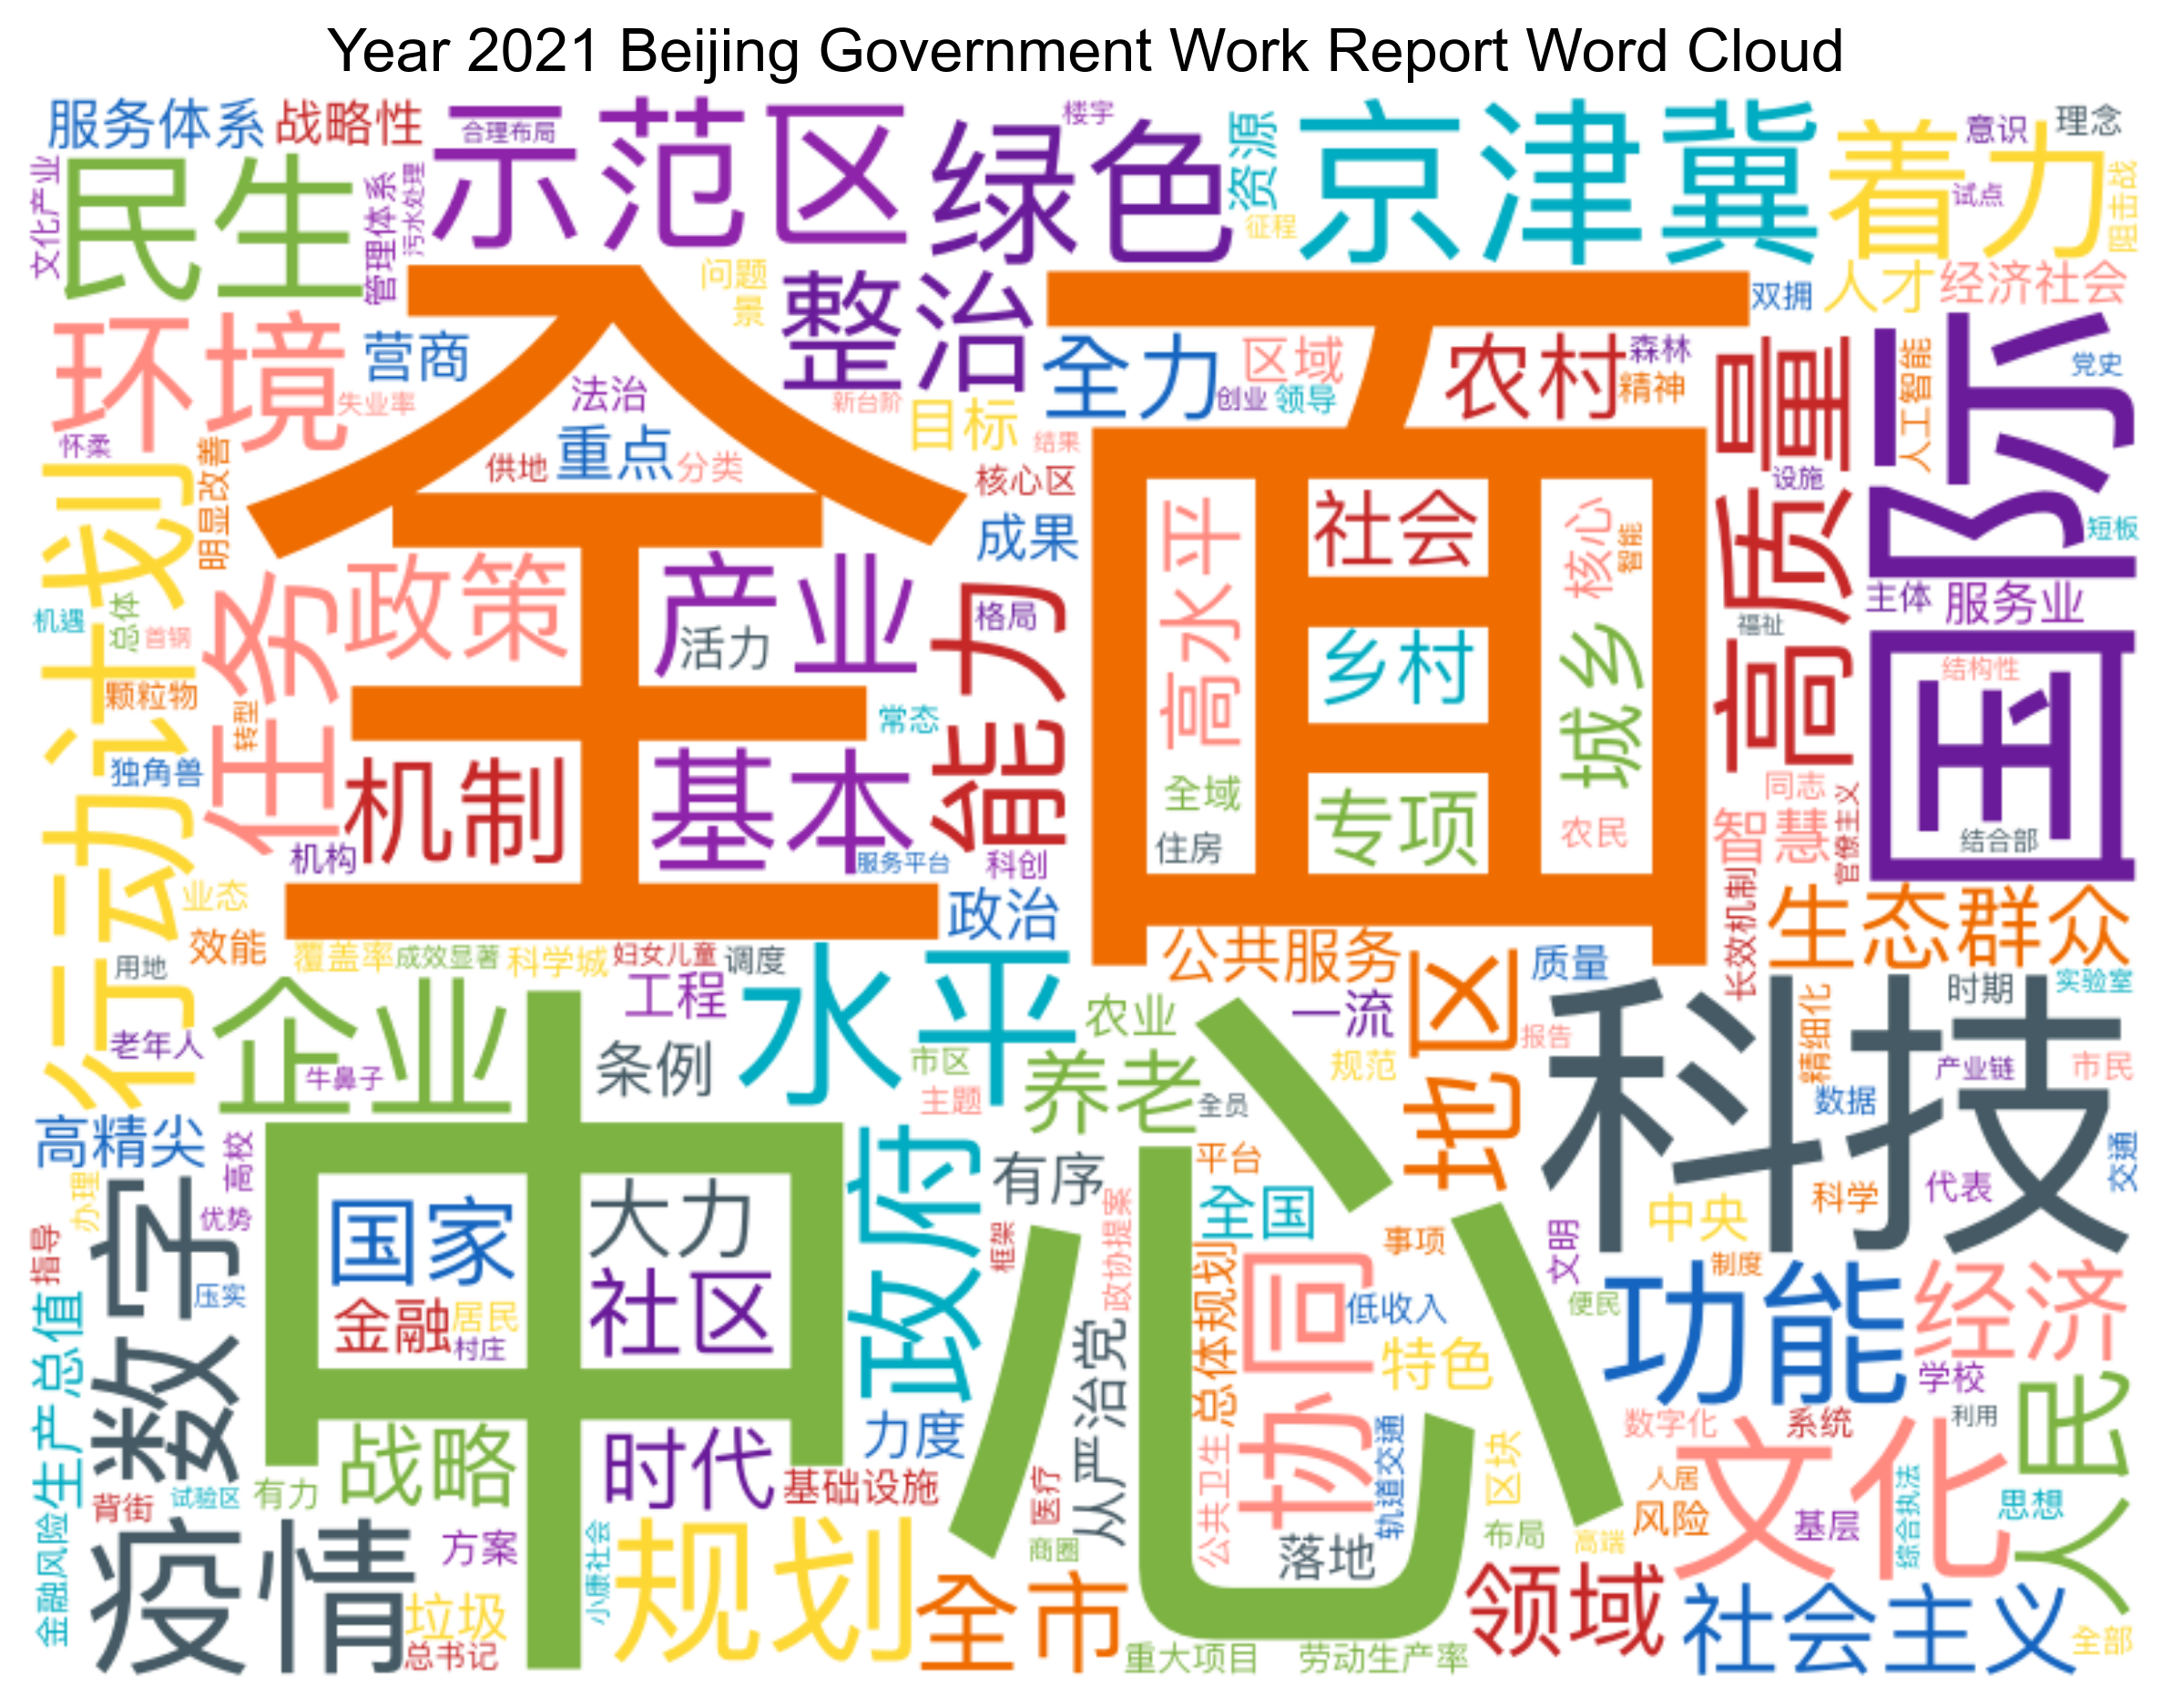 Year 2021 Beijing Government Work Report Word Cloud
服务体系
战略性
示范区
合理布局
绿色
楼宇
资源
征程
京津冀
着力
意识
理念
试点
阻击战
民生
文化产业
管理体系
污水处理
全面
问题
景
整治
双拥
人才
经济社会
环境
营商
失业率
法治
新台阶
全力
区域
创业
领导
农村
森林
精神
高质量
国际
人工智能
党史
怀柔
明显改善
重点
供地
分类
目标
结果
核心区
成果
设施
短板
行动计划
高水平
社会
核心
智能
政策
任务
产业
活力
能力
格局
乡村
城乡
福祉
主体
服务业
结构性
机遇
总体
首钢
颗粒物
转型
独角兽
常态
机制
基本
机构
服务平台
科创
全域
住房
专项
农民
同志
智慧
官僚主义
结合部
业态
效能
政治
生态
群众
长效机制
用地
覆盖率
成效显著
科学城
妇女儿童
调度
公共服务
地区
质量
企业
中心
工程
水平
农业
一流
科技
时期
实验室
老年人
牛鼻子
条例
市区
主题
养老
全员
规范
报告
精细化
产业链
市民
数据
高精尖
高校
办理
数字
优势
指导
压实
国家
大力
社区
金融
居民
村庄
政府
有序
框架
政协提案
平台
全国
事项
文明
中央
科学
代表
交通
制度
便民
功能
经济
生产总值
总体规划
协同
低收入
特色
从严治党
学校
人民
战略
时代
力度
基础设施
有力
背街
试验区
医疗
商圈
公共卫生
轨道交通
区块
布局
高端
数字化
系统
利用
文化
人居
风险
基层
综合执法
思想
金融风险
疫情
方案
小康社会
规划
垃圾
总书记
全市
落地
重大项目
劳动生产率
领域
社会主义
全部